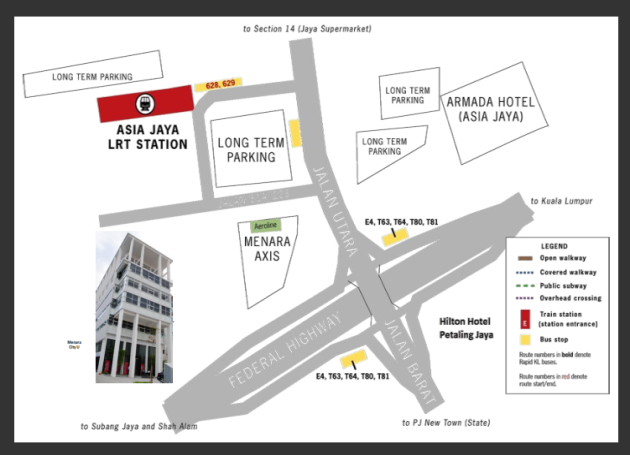 to Section 14 (Jaya Supermarket)
LONG TERM PARKING
628, 629
ASIA JAYA
LRT STATION
LONG TERM
PARKING
LONG TERM
PARKING
ARMADA HOTEL
(ASIA JAYA)
LONG TERM
PARKING
JALAN UTARA
to Kuala Lumpur
Aeroline
MENARA
AXIS
E4, T63, T64, T80, T81
LEGEND
Open walkway
Covered walkway
Public subway
Overhead crossing
E
Train station
(station entrance)
Bus stop
Route numbers in bold denote
Rapid KL buses.
Route numbers in red denote
route start/end.
Hilton Hotel
Petaling Jaya
FEDERAL HIGHWAY
JALAN BARAT
E4, T63, T64, T80, T81
Menara
to Subang Jaya and Shah Alam
to PJ New Town (State)